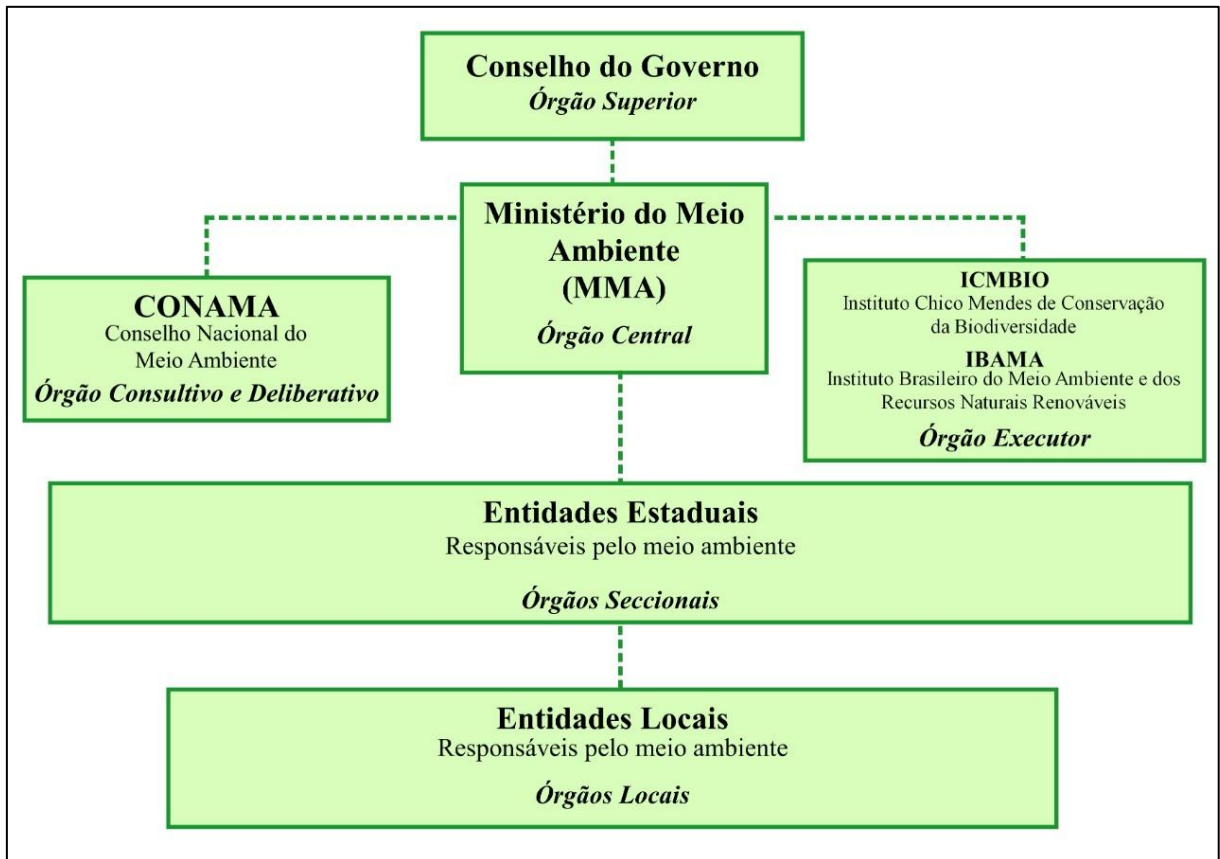 Conselho do Governo
Órgão Superior
Ministério do Meio
Ambiente
(MMA)
Órgão Central
CONAMA
Conselho Nacional do
Meio Ambiente
Órgão Consultivo e Deliberativo
ICMBIO
Instituto Chico Mendes de Conservação
da Biodiversidade
IBAMA
Instituto Brasileiro do Meio Ambiente e dos
Recursos Naturais Renováveis
Órgão Executor
Entidades Estaduais
Responsáveis pelo meio ambiente
Órgãos Seccionais
Entidades Locais
Responsáveis pelo meio ambiente
Órgãos Locais